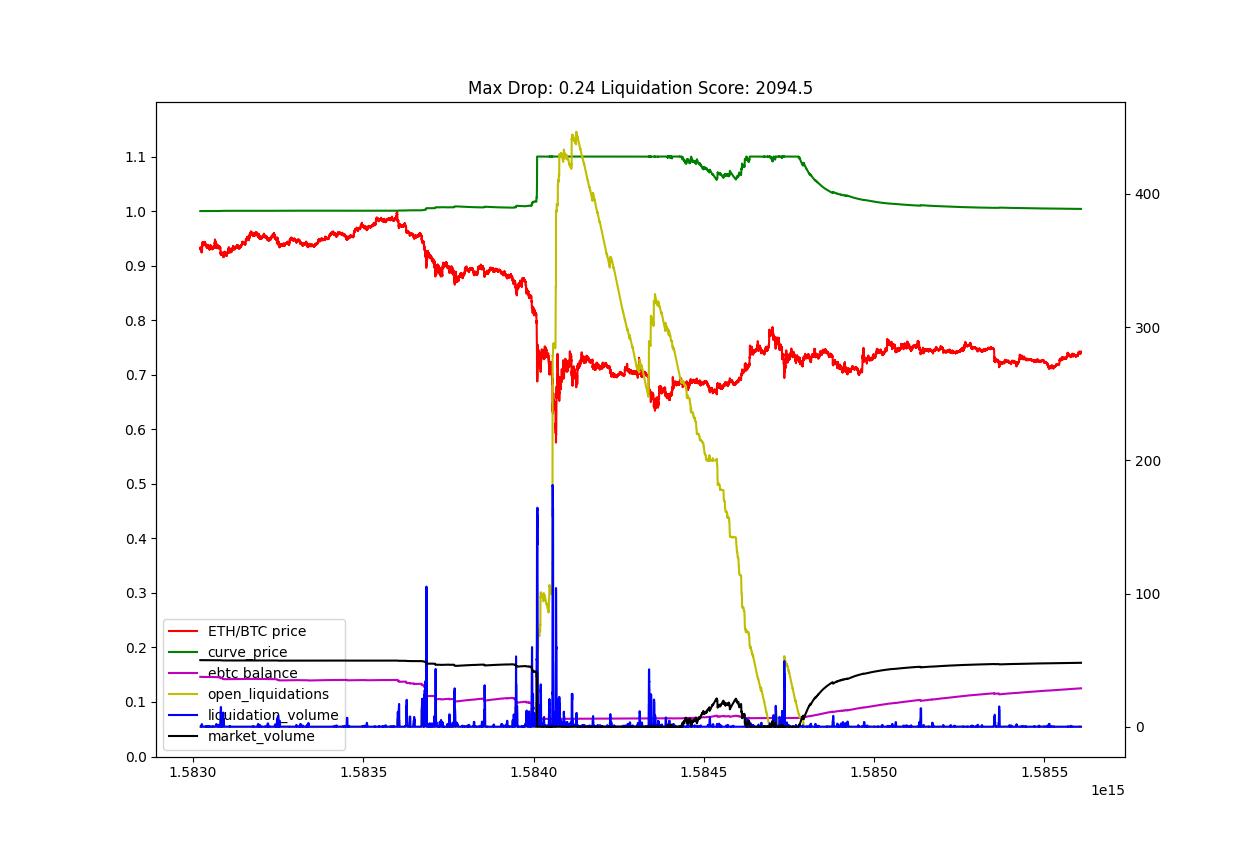 Max Drop: 0.24 Liquidation Score: 2094.5
1.1
1.0
0.9
0.8
0.7
0.6
0.5
0.4
0.3
0.2
0.1
0.0
400
300
200
100
0
ETH/BTC price
curve_price
ebtc balance
open_liquidations
liquidation_volume
market_volume
1.5830
1.5835
1.5840
1.5845
1.5850
1.5855
1e15